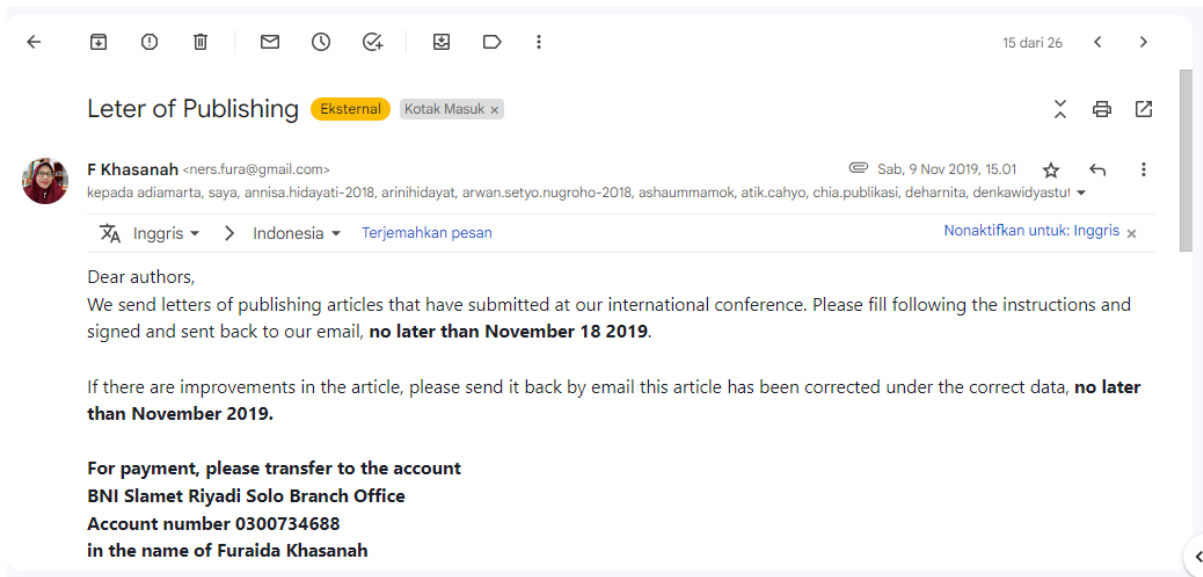 15 dari 26
Leter of Publishing Eksternal Kotak Masuk ×
F Khasanah <ners.fura@gmail.com> Sab, 9 Nov 2019, 15.01
kepada adiamarta, saya, annisa.hidayati-2018, arinihidayat, arwan.setyo.nugroho-2018, ashaummamok, atik.cahyo, chia.publikasi, deharnita, denkawidyastut
Inggris > Indonesia Terjemahkan pesan Nonaktifkan untuk: Inggris ×
Dear authors,
We send letters of publishing articles that have submitted at our international conference. Please fill following the instructions and
signed and sent back to our email, no later than November 18 2019.
If there are improvements in the article, please send it back by email this article has been corrected under the correct data, no later
than November 2019.
For payment, please transfer to the account
BNI Slamet Riyadi Solo Branch Office
Account number 0300734688
in the name of Furaida Khasanah